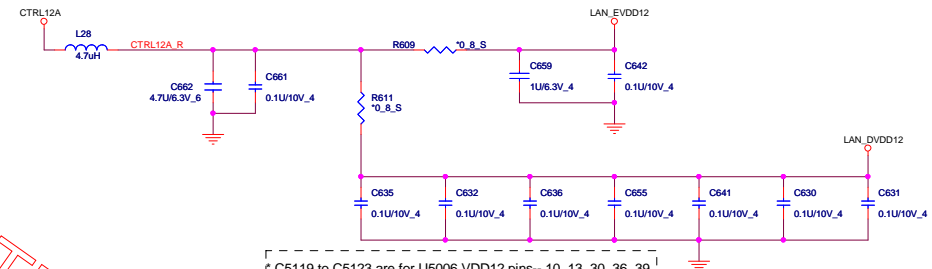 CTRL12A
LAN_EVDD12
L28
4.7uH
CTRL12A_R
R609
*0_8_S
C662
4.7U/6.3V_6
C661
0.1U/10V_4
C659
1U/6.3V_4
C642
0.1U/10V_4
R611
*0_8_S
LAN_DVDD12
C635
0.1U/10V_4
C632
0.1U/10V_4
C636
0.1U/10V_4
C655
0.1U/10V_4
C641
0.1U/10V_4
C630
0.1U/10V_4
C631
0.1U/10V_4
* C5119 to C5123 are for U5006 VDD12 pins-- 10, 13, 30, 36, 39